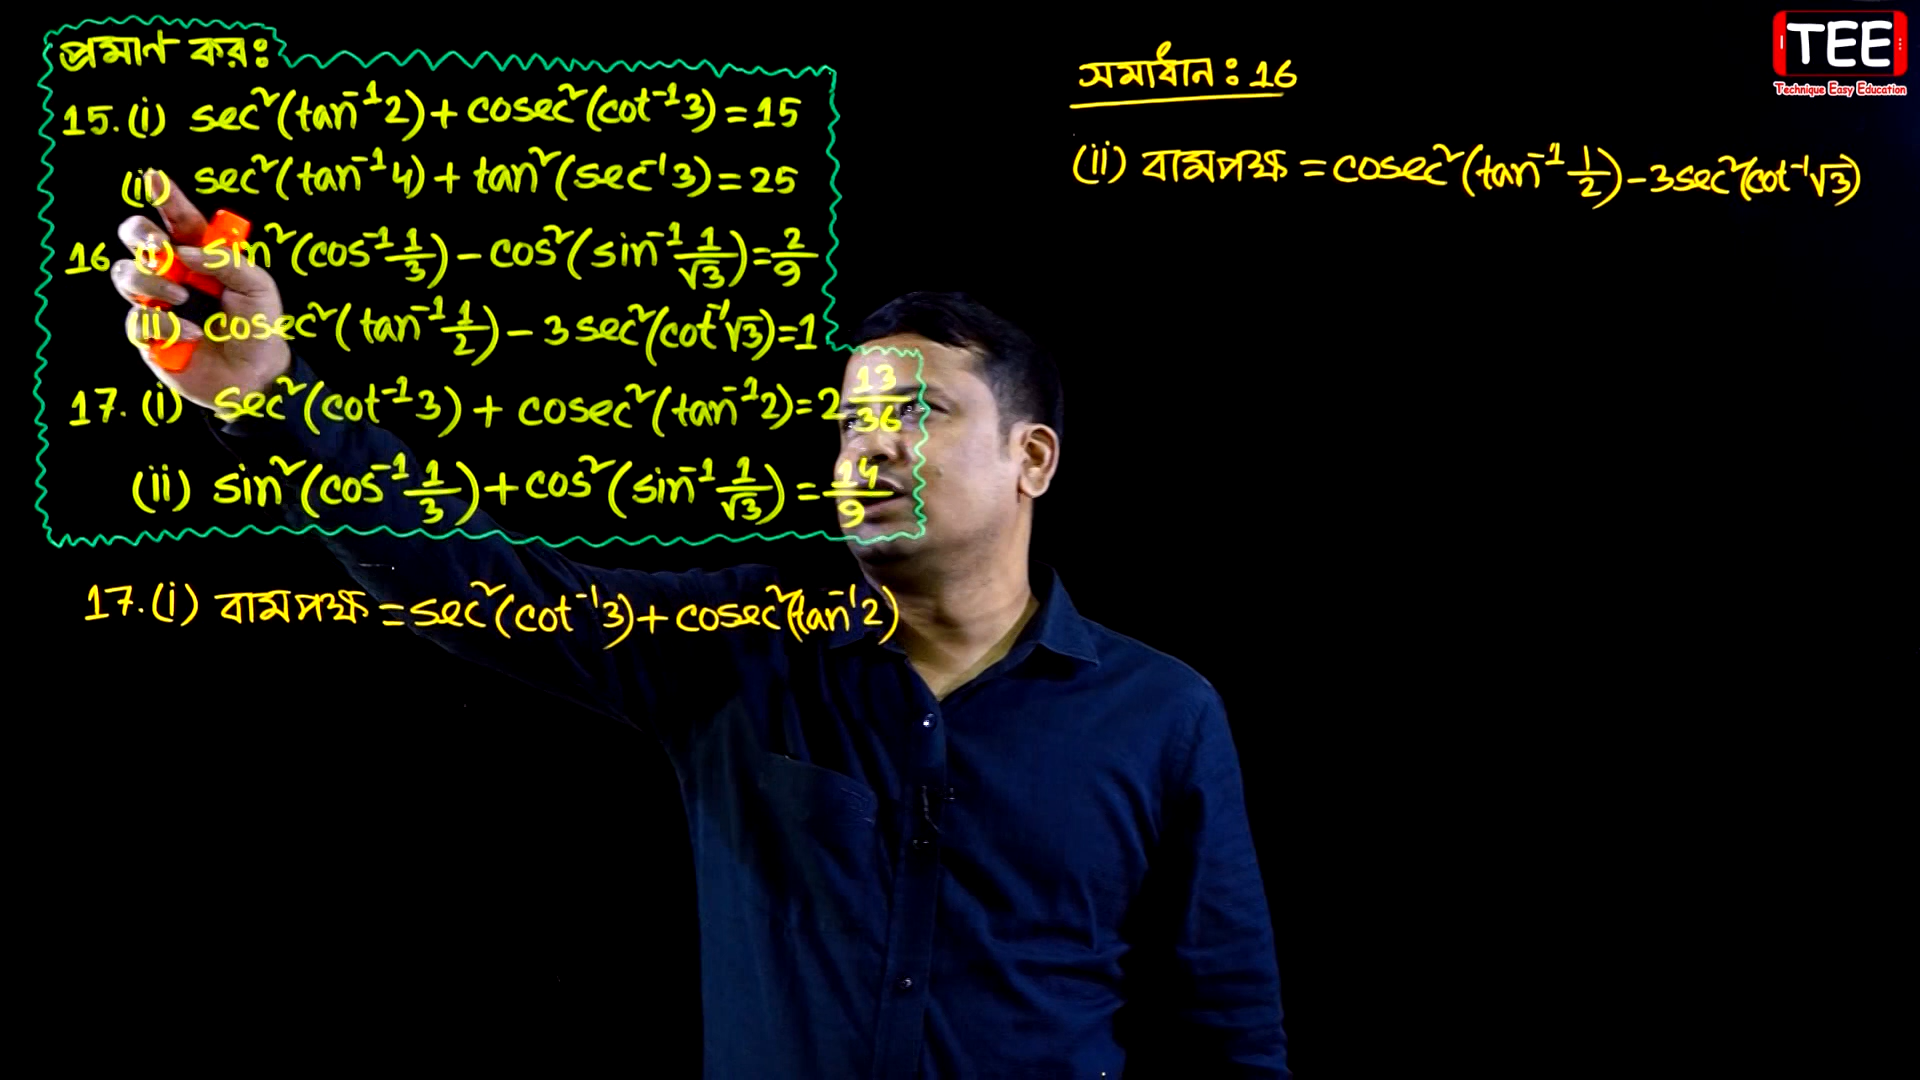 প্রমাণ কর:
15. (i) sec²(tan⁻¹2) + cosec²(cot⁻¹3) = 15
(ii) sec²(tan⁻¹4) + tan²(sec⁻¹3) = 25
16. (i) sin²(cos⁻¹ 1/3) - cos²(sin⁻¹ 1/√3) = 2/9
(ii) cosec²(tan⁻¹ 1/2) - 3 sec²(cot⁻¹√3) = 1
17. (i) sec²(cot⁻¹3) + cosec²(tan⁻¹2) = 2 13/36
(ii) sin²(cos⁻¹ 1/3) + cos²(sin⁻¹ 1/√3) = 14/9
17. (i) বামপক্ষ = sec²(cot⁻¹3) + cosec²(tan⁻¹2)
সমাধান : 16
(ii) বামপক্ষ = cosec²(tan⁻¹ 1/2) - 3 sec²(cot⁻¹√3)
TEE
Technique Easy Education